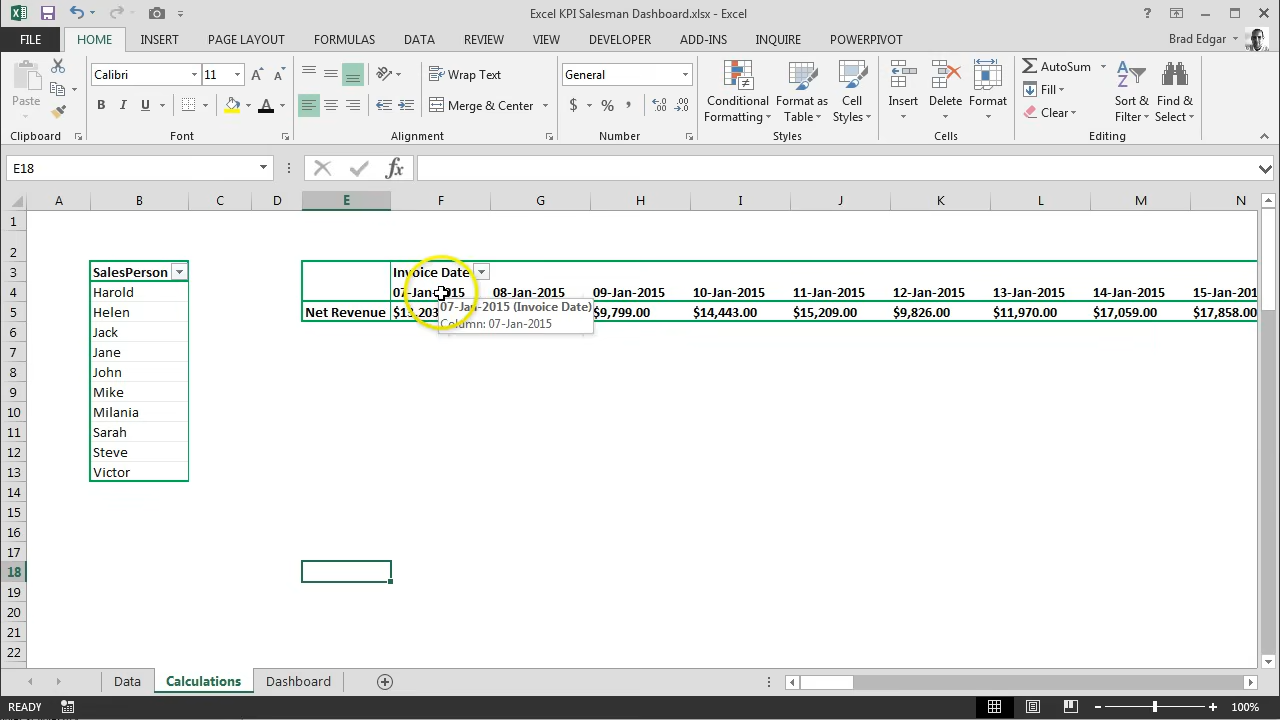 Excel KPI Salesman Dashboard.xlsx - Excel
?
FILE HOME INSERT PAGE LAYOUT FORMULAS DATA REVIEW VIEW DEVELOPER ADD-INS INQUIRE POWERPIVOT Brad Edgar
Paste
Calibri 11 A A
B I U A
Wrap Text
Merge & Center
General
$ % ,
Conditional Formatting
Format as Table
Cell Styles
Insert Delete Format
AutoSum
Fill
Clear
Sort & Filter
Find & Select
Clipboard Font Alignment Number Styles Cells Editing
E18 fx
A B C D E F G H I J K L M N
1
2
3 SalesPerson Invoice Date
4 Harold 07-Jan-2015 08-Jan-2015 09-Jan-2015 10-Jan-2015 11-Jan-2015 12-Jan-2015 13-Jan-2015 14-Jan-2015 15-Jan-201
07-Jan-2015 (Invoice Date)
5 Helen Net Revenue $9,799.00 $14,443.00 $15,209.00 $9,826.00 $11,970.00 $17,059.00 $17,858.00
Column: 07-Jan-2015
6 Jack
7 Jane
8 John
9 Mike
10 Milania
11 Sarah
12 Steve
13 Victor
14
15
16
17
18
19
20
21
22
Data Calculations Dashboard
READY 100%